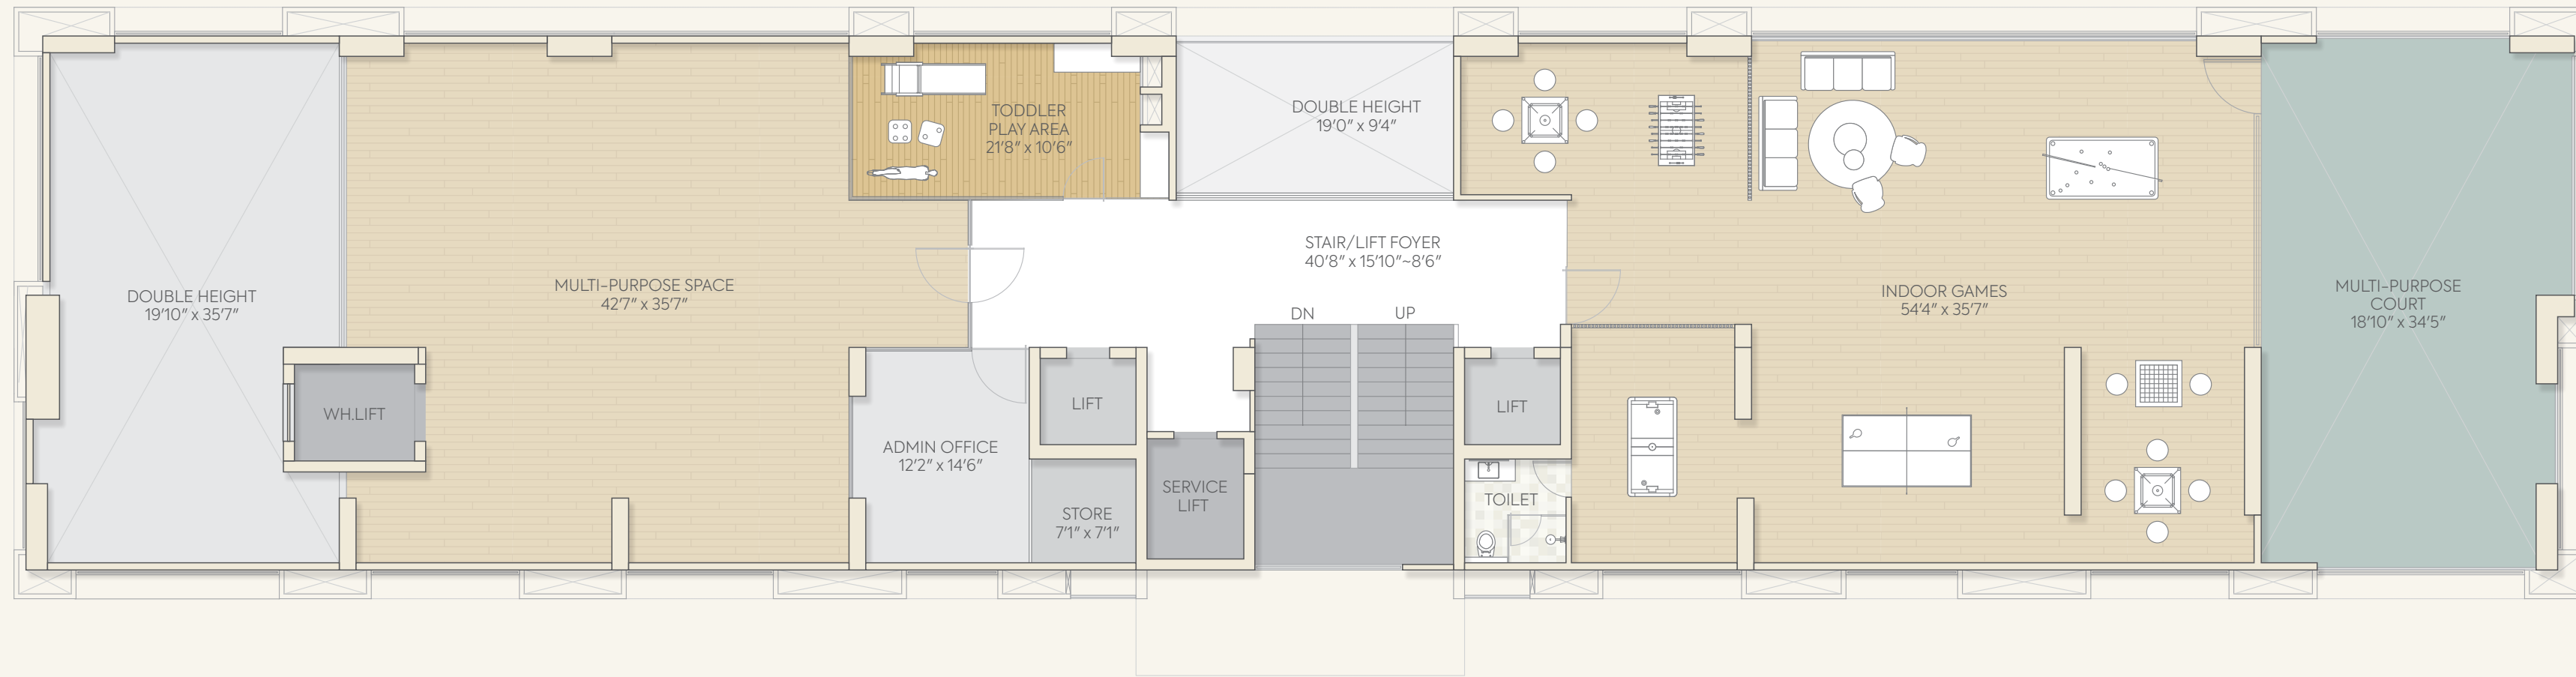 DOUBLE HEIGHT
19'10" x 35'7"
MULTI-PURPOSE SPACE
42'7" x 35'7"
TODDLER
PLAY AREA
21'8" x 10'6"
DOUBLE HEIGHT
19'0" x 9'4"
STAIR/LIFT FOYER
40'8" x 15'10"~8'6"
DN
UP
INDOOR GAMES
54'4" x 35'7"
MULTI-PURPOSE
COURT
18'10" x 34'5"
WH.LIFT
ADMIN OFFICE
12'2" x 14'6"
LIFT
STORE
7'1" x 7'1"
SERVICE
LIFT
LIFT
TOILET